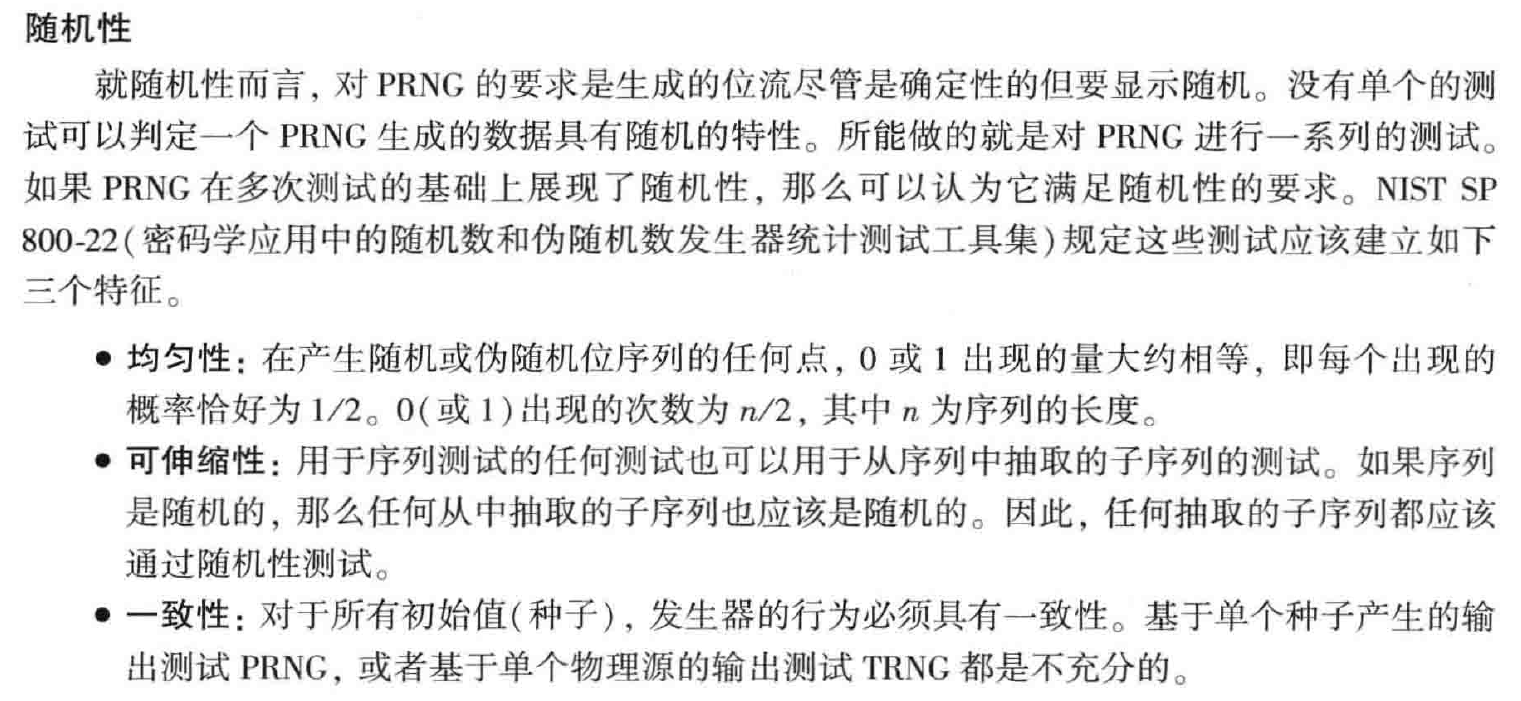 随机性
就随机性而言，对 PRNG 的要求是生成的位流尽管是确定性的但要显示随机。没有单个的测
试可以判定一个 PRNG 生成的数据具有随机的特性。所能做的就是对 PRNG 进行一系列的测试。
如果 PRNG 在多次测试的基础上展现了随机性，那么可以认为它满足随机性的要求。NIST SP
800-22(密码学应用中的随机数和伪随机数发生器统计测试工具集)规定这些测试应该建立如下
三个特征。
● 均匀性：在产生随机或伪随机位序列的任何点，0 或 1 出现的量大约相等，即每个出现的
概率恰好为 1/2。0(或 1)出现的次数为 n/2，其中 n 为序列的长度。
● 可伸缩性：用于序列测试的任何测试也可以用于从序列中抽取的子序列的测试。如果序列
是随机的，那么任何从中抽取的子序列也应该是随机的。因此，任何抽取的子序列都应该
通过随机性测试。
● 一致性：对于所有初始值(种子)，发生器的行为必须具有一致性。基于单个种子产生的输
出测试 PRNG，或者基于单个物理源的输出测试 TRNG 都是不充分的。